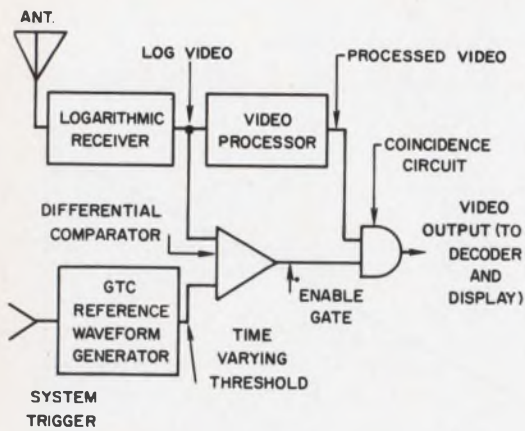 ANT.
LOG VIDEO
PROCESSED VIDEO
LOGARITHMIC
RECEIVER
VIDEO
PROCESSOR
COINCIDENCE
CIRCUIT
DIFFERENTIAL
COMPARATOR
VIDEO
OUTPUT (TO
DECODER
AND
DISPLAY)
GTC
REFERENCE
WAVEFORM
GENERATOR
ENABLE
GATE
TIME
VARYING
THRESHOLD
SYSTEM
TRIGGER